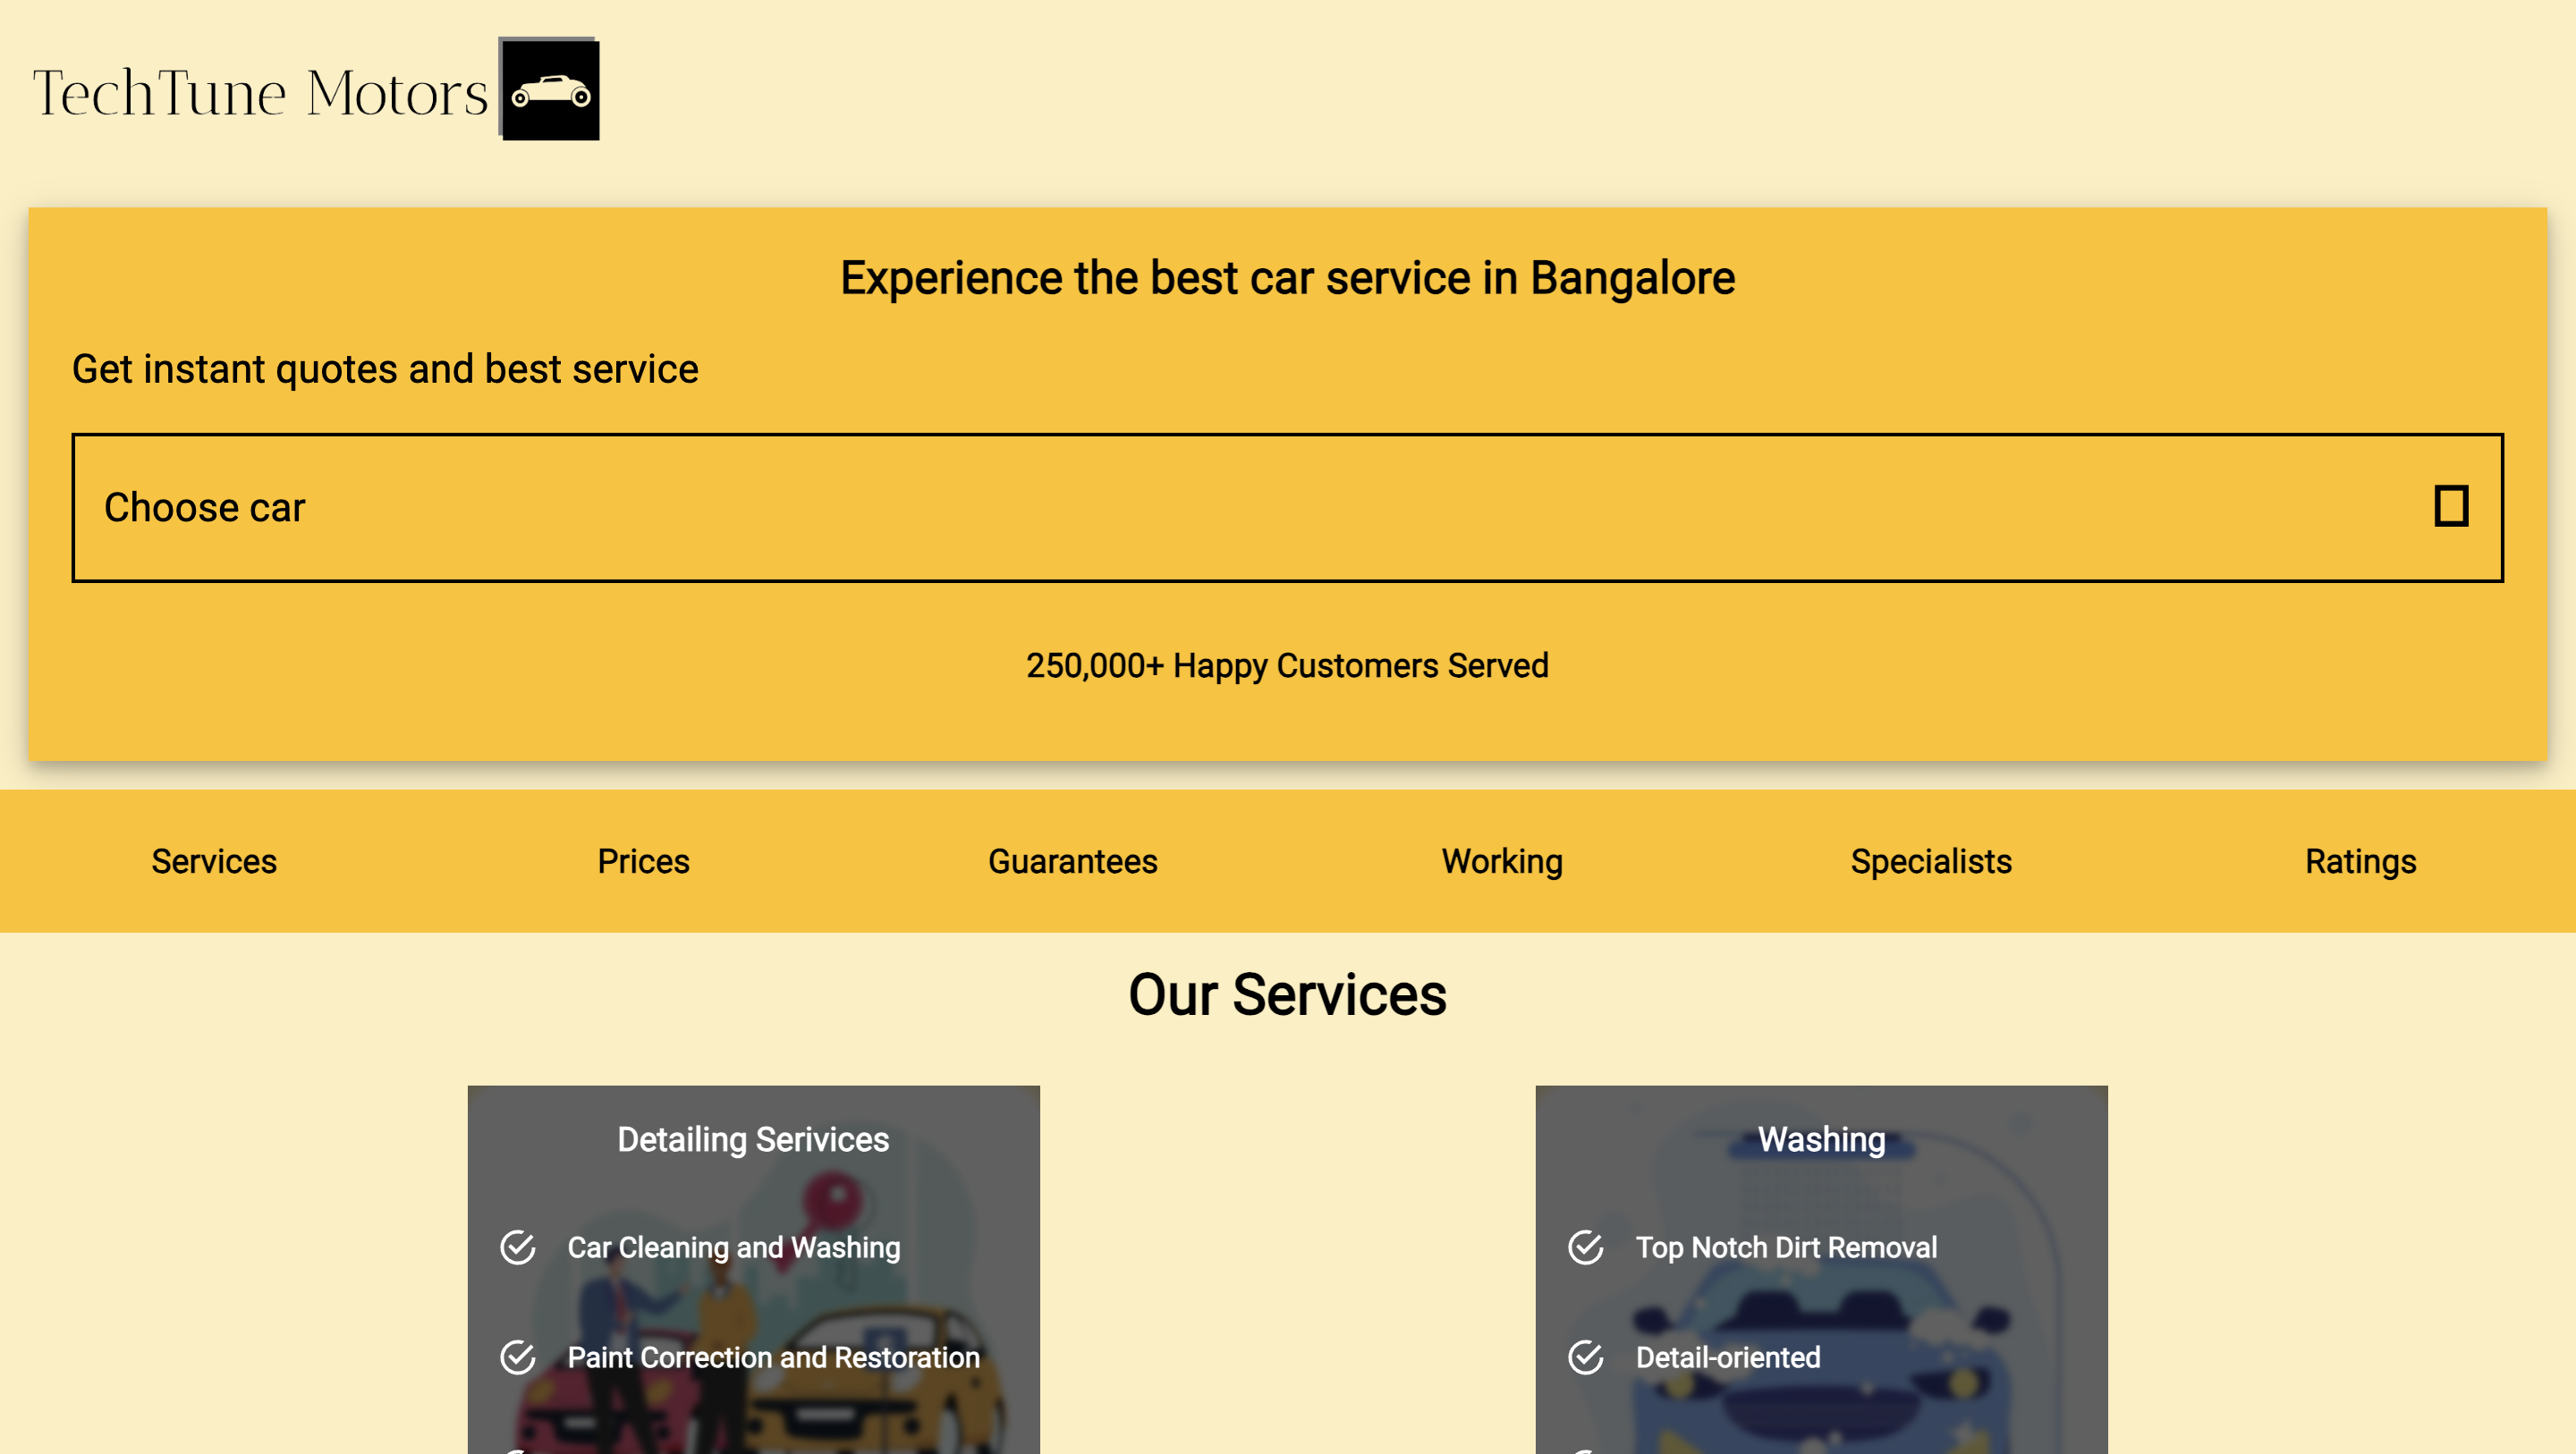 TechTune Motors
Experience the best car service in Bangalore
Get instant quotes and best service
Choose car
250,000+ Happy Customers Served
Services Prices Guarantees Working Specialists Ratings
Our Services
Detailing Serivices
Car Cleaning and Washing
Paint Correction and Restoration
Washing
Top Notch Dirt Removal
Detail-oriented